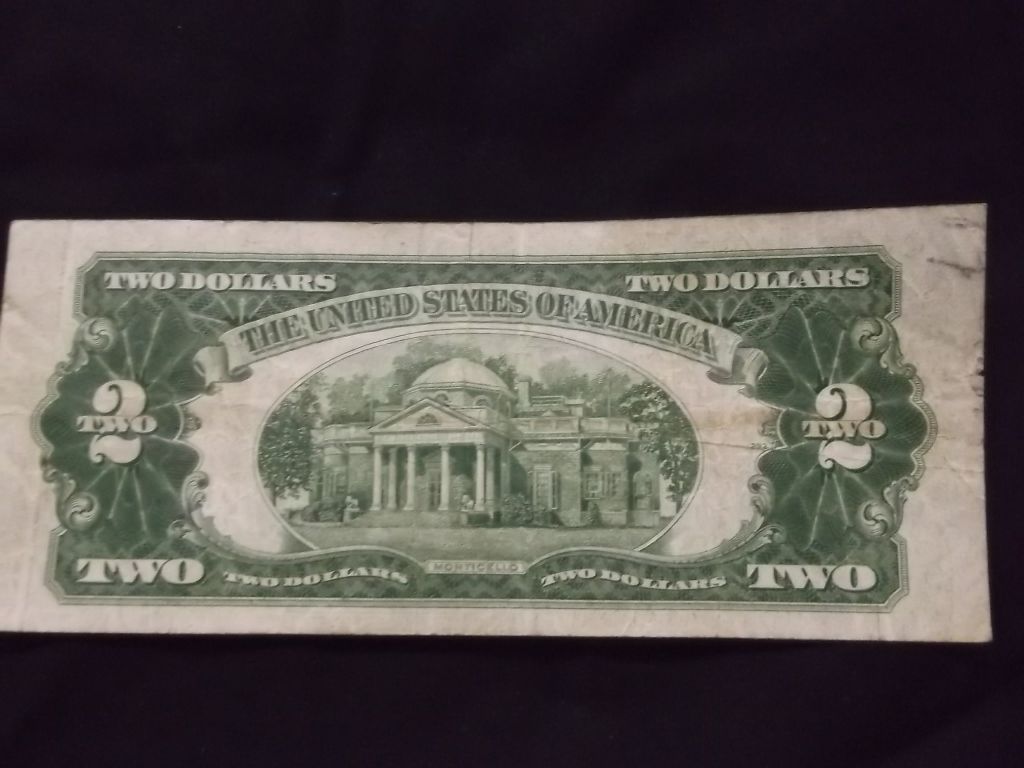 TWO DOLLARS
TWO DOLLARS
THE UNITED STATES OF AMERICA
2
TWO
2
TWO
MONTICELLO
TWO
TWO DOLLARS
TWO DOLLARS
TWO